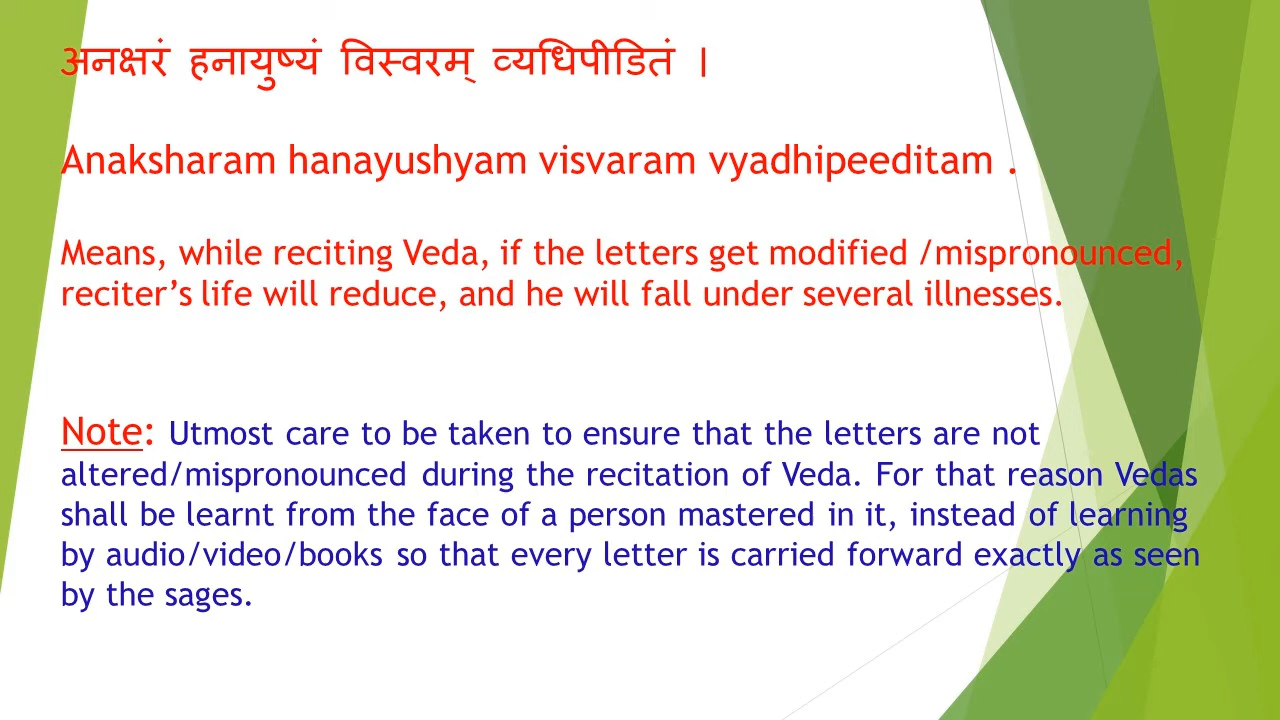 अनक्षरं हनायुष्यं विस्वरम् व्यधिपीडितं ।
Anaksharam hanayushyam visvaram vyadhipeeditam .
Means, while reciting Veda, if the letters get modified /mispronounced,
reciter’s life will reduce, and he will fall under several illnesses.
Note: Utmost care to be taken to ensure that the letters are not
altered/mispronounced during the recitation of Veda. For that reason Vedas
shall be learnt from the face of a person mastered in it, instead of learning
by audio/video/books so that every letter is carried forward exactly as seen
by the sages.